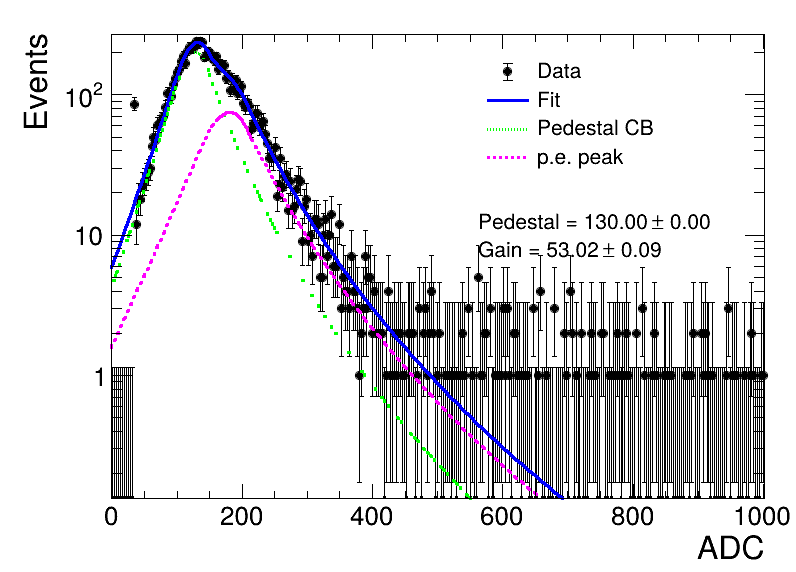 Events
10²
10
1
Data
Fit
Pedestal CB
p.e. peak
Pedestal = 130.00 ± 0.00
Gain = 53.02 ± 0.09
0 200 400 600 800 1000
ADC